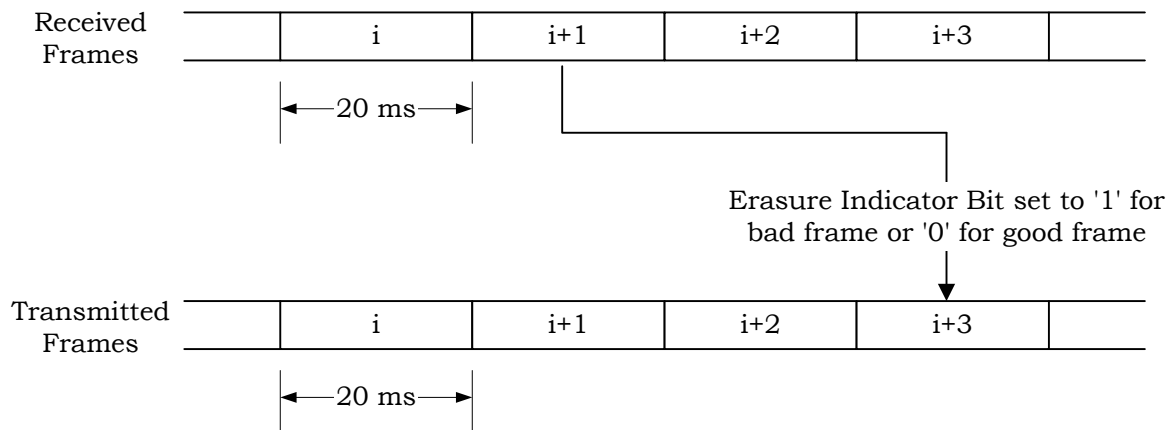 Received
Frames
i
i+1
i+2
i+3
20 ms
Erasure Indicator Bit set to '1' for
bad frame or '0' for good frame
Transmitted
Frames
i
i+1
i+2
i+3
20 ms